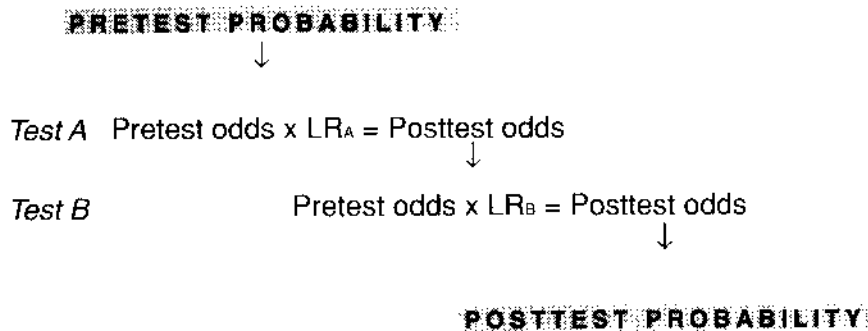 PRETEST PROBABILITY
↓
Test A Pretest odds x LRA = Posttest odds
↓
Test B Pretest odds x LRB = Posttest odds
↓
POSTTEST PROBABILITY